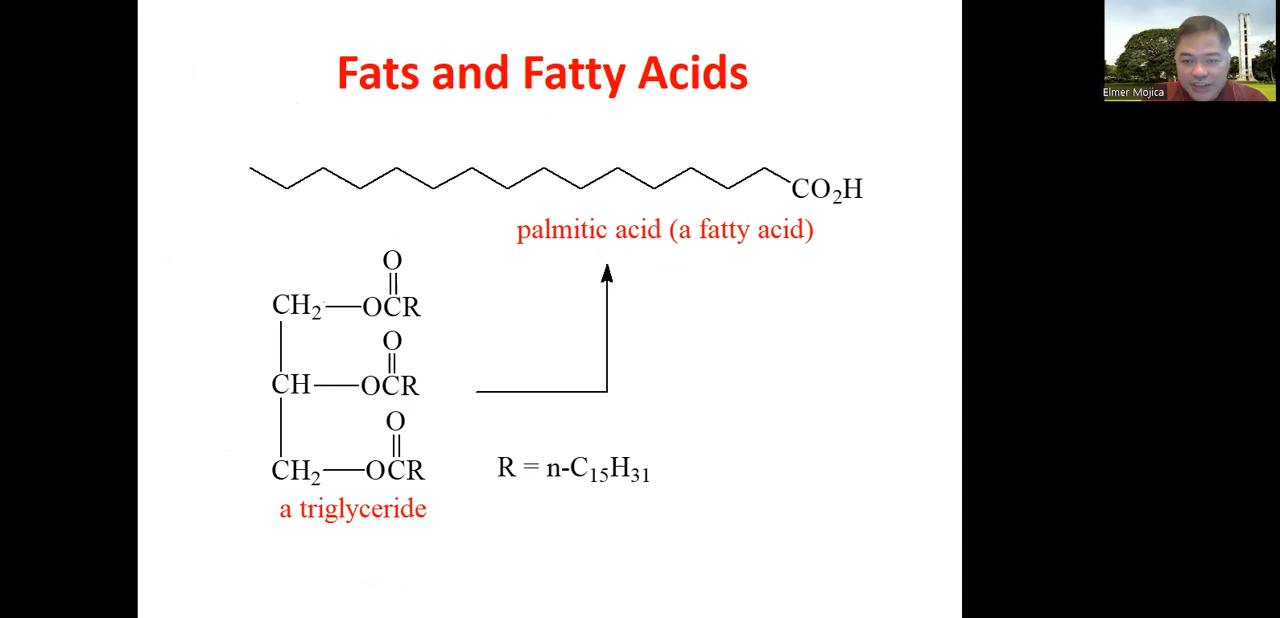 Fats and Fatty Acids
Elmer Mojica
CO₂H
palmitic acid (a fatty acid)
O
CH₂—OCR
O
CH—OCR
O
CH₂—OCR
R = n-C₁₅H₃₁
a triglyceride